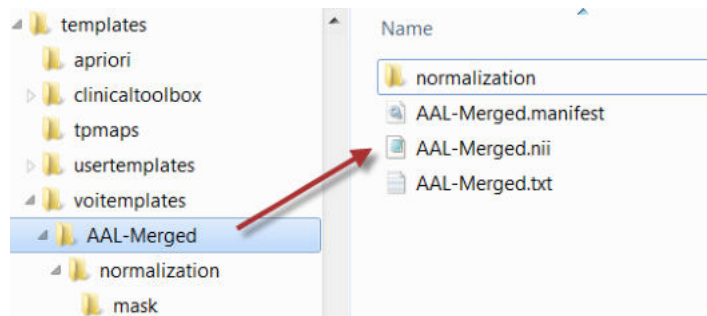 templates
apriori
clinicaltoolbox
tpmaps
usertemplates
voitemplates
AAL-Merged
normalization
mask
Name
normalization
AAL-Merged.manifest
AAL-Merged.nii
AAL-Merged.txt